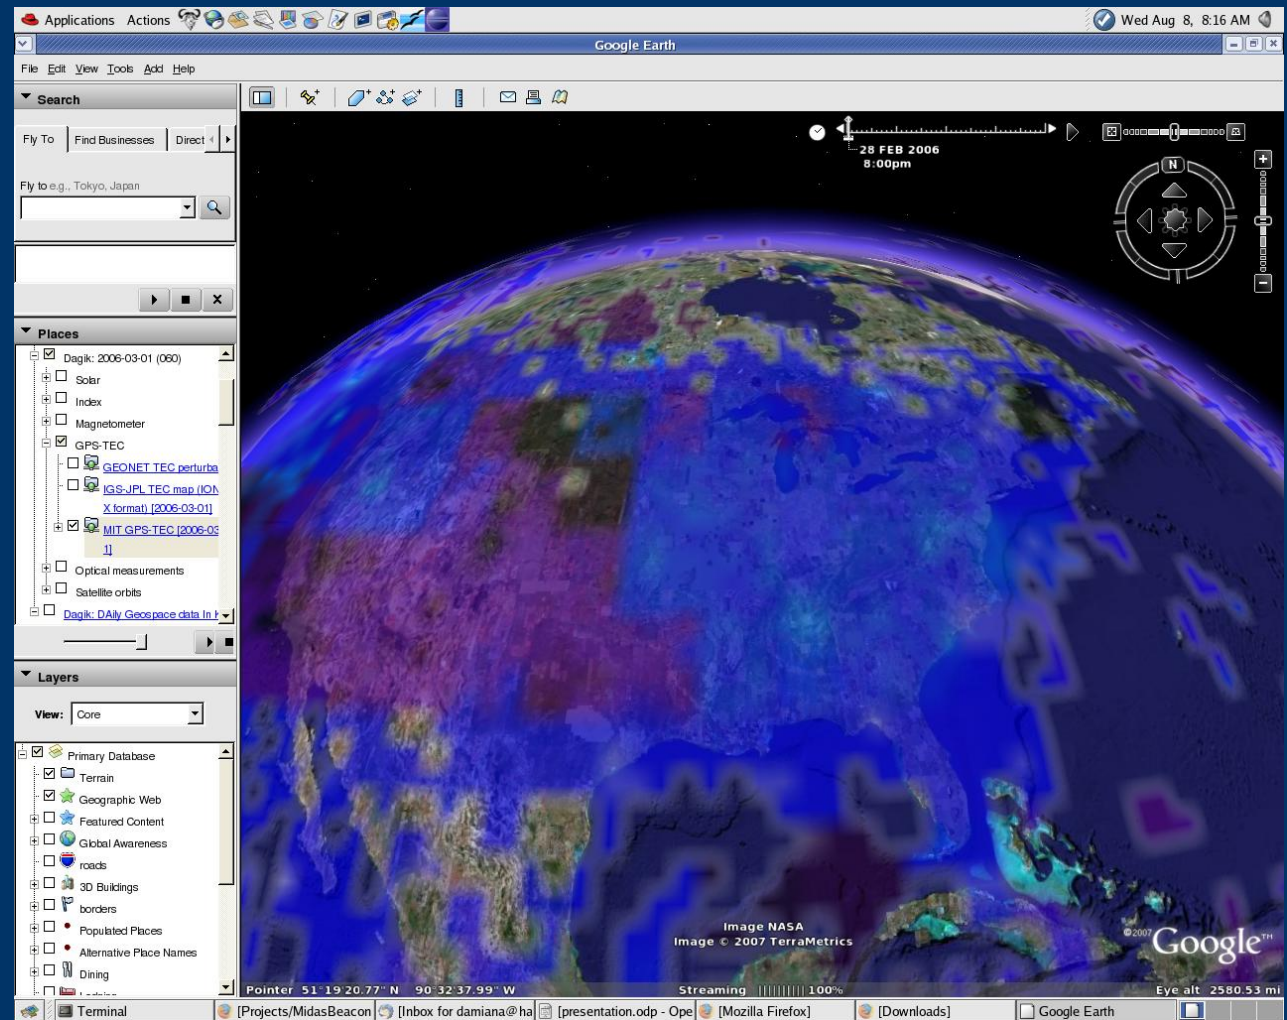 Applications Actions
Wed Aug 8, 8:16 AM
Google Earth
File Edit View Tools Add Help
Search
Fly To
Find Businesses
Direct
Fly to e.g., Tokyo, Japan
Places
Dagik: 2006-03-01 (060)
Solar
Index
Magnetometer
GPS-TEC
GEONET TEC perturba
IGS-JPL TEC map (ION
X format) [2006-03-01]
MIT GPS-TEC [2006-03
1]
Optical measurements
Satellite orbits
Dagik: DAily Geospace data In
Layers
View: Core
Primary Database
Terrain
Geographic Web
Featured Content
Global Awareness
roads
3D Buildings
borders
Populated Places
Alternative Place Names
Dining
28 FEB 2006
8:00pm
N
Image NASA
Image © 2007 TerraMetrics
©2007 Google™
Pointer 51°19'20.77" N 90°32'37.99" W
Streaming |||||||||| 100%
Eye alt 2580.53 mi
Terminal
[Projects/MidasBeacon
[Inbox for damiana@ha
[presentation.odp - Ope
[Mozilla Firefox]
[Downloads]
Google Earth